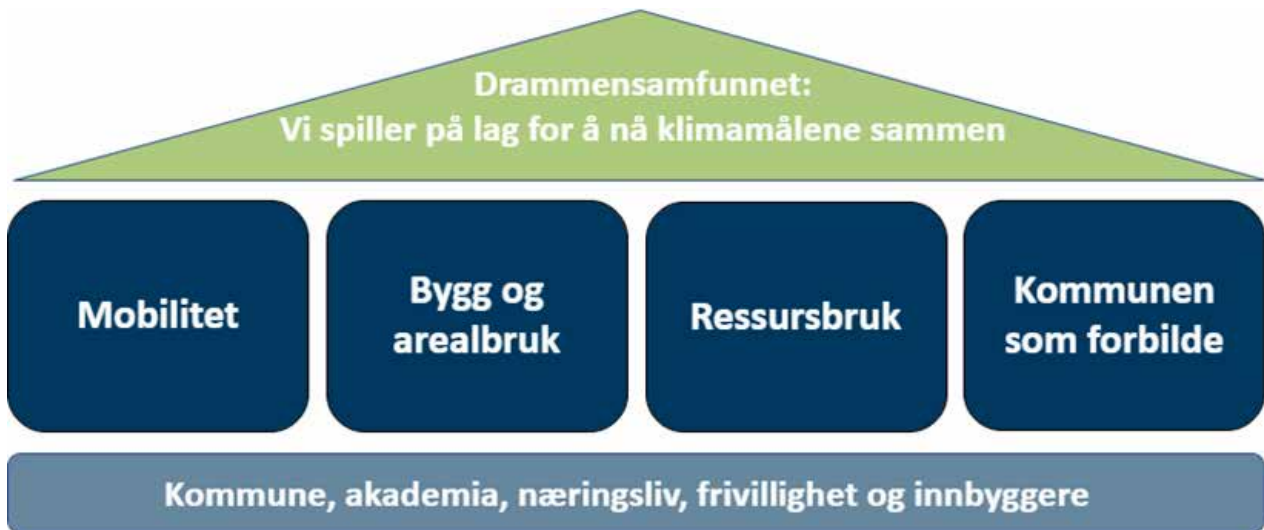 Drammensamfunnet:
Vi spiller på lag for å nå klimamålene sammen
Mobilitet
Bygg og
arealbruk
Ressursbruk
Kommunen
som forbilde
Kommune, akademia, næringsliv, frivillighet og innbyggere